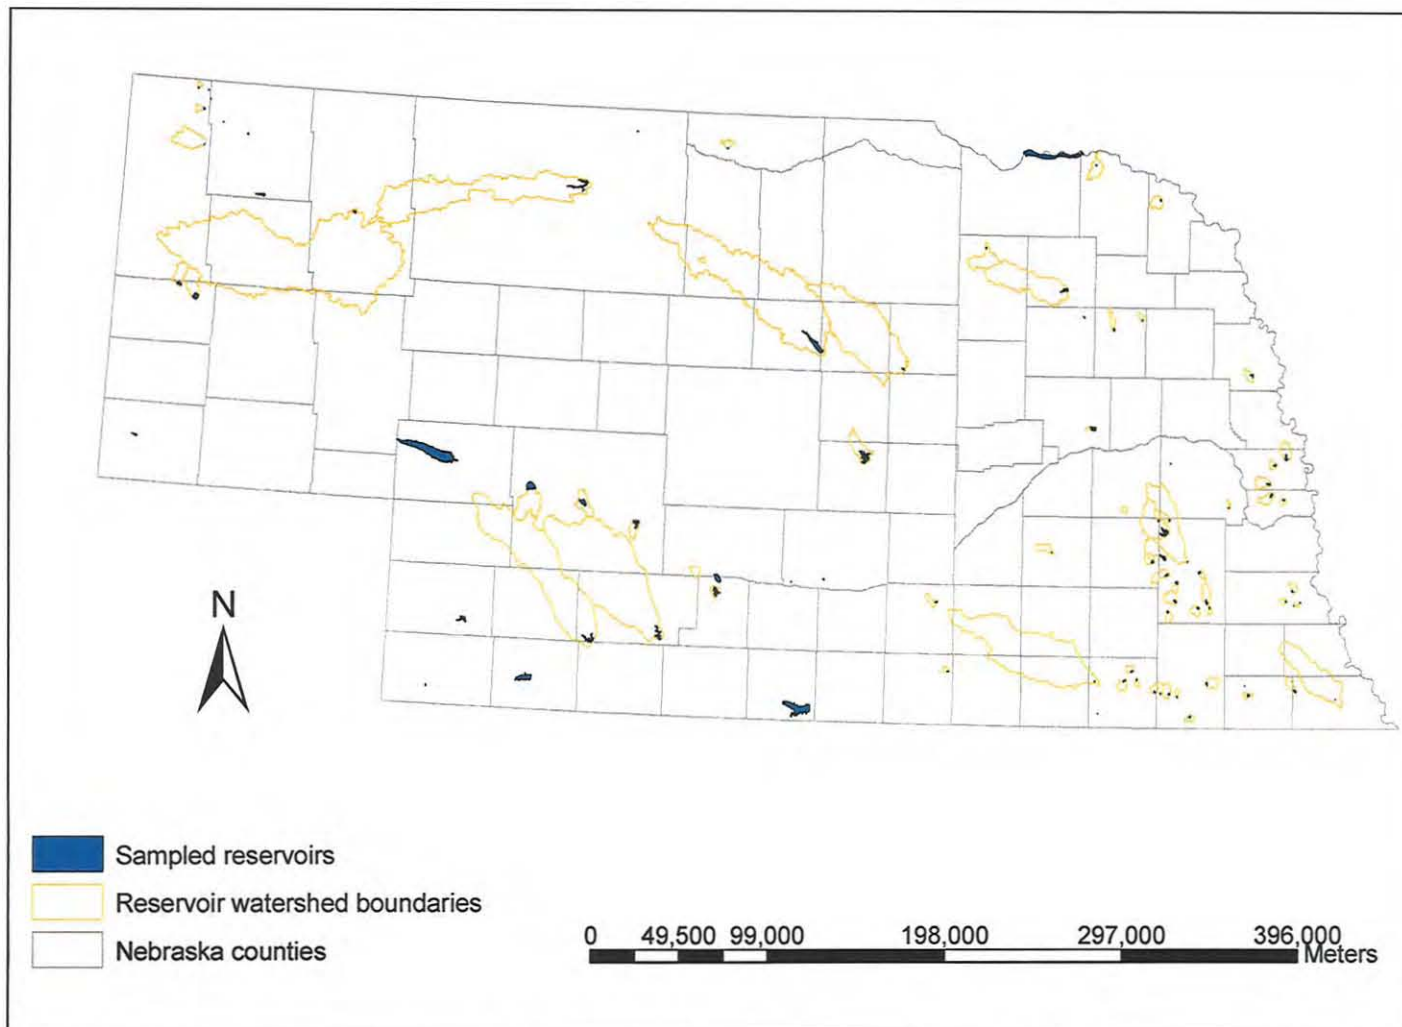 N
Sampled reservoirs
Reservoir watershed boundaries
Nebraska counties
0 49,500 99,000 198,000 297,000 396,000
Meters